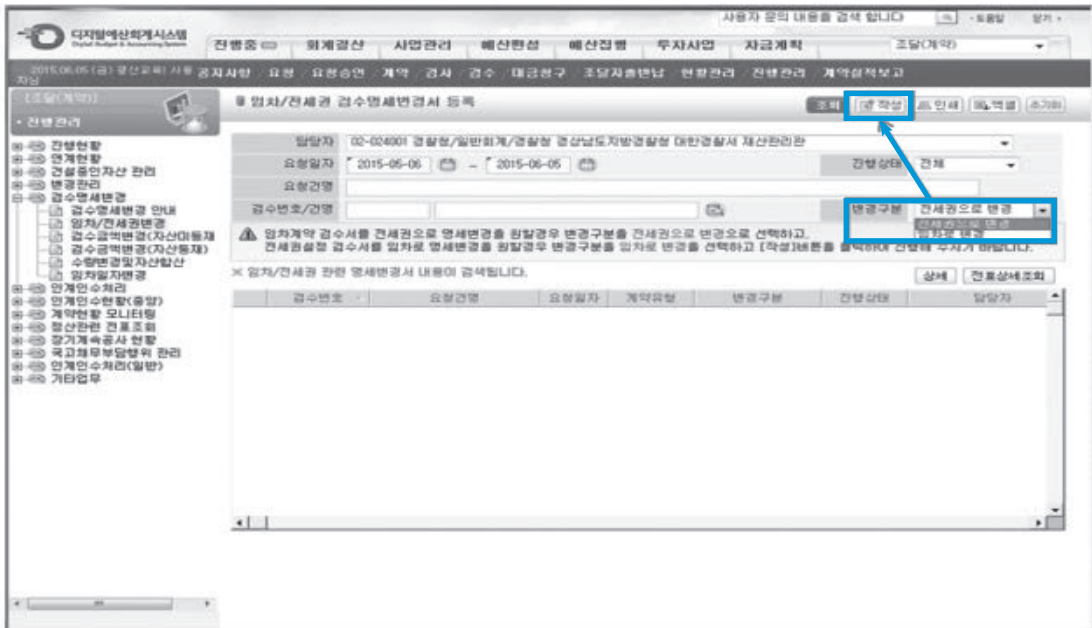 사용자 문의 내용을 검색 합니다 도움말 닫기
디지털예산회계시스템
Digital Budget & Accounting System
진행중 회계결산 사업관리 예산편성 예산집행 투자사업 자금계획 조달(계약)
2015.06.05 (금)
공지사항 요청 요청승인 계약 검사 검수 대금청구 조달자출반납 현황관리 진행관리 계약실적보고
[조달(계약)]
• 진행관리
임차/전세권 검수명세변경서 등록
조회 작성 인쇄 엑셀 초기화
담당자 02-024001 경찰청/일반회계/경찰청 경상남도지방경찰청 대한경찰서 재산관리관
요청일자 2015-05-06 ~ 2015-06-05 진행상태 전체
요청건명
검수번호/건명 변경구분 전세권으로 변경
전세권으로 변경
임차로 변경
임차계약 검수서를 전세권으로 명세변경을 원할경우 변경구분을 전세권으로 변경으로 선택하고,
전세권설정 검수서를 임차로 명세변경을 원할경우 변경구분을 임차로 변경을 선택하고 [작성]버튼을 클릭하여 진행해 주시기 바랍니다.
※ 임차/전세권 관련 명세변경서 내용이 검색됩니다.
상세 전표상세조회
검수번호 요청건명 요청일자 계약유형 변경구분 진행상태 담당자
진행현황
연계현황
건설중인자산 관리
변경관리
검수명세변경
검수명세변경 안내
임차/전세권변경
검수금액변경(자산미등재
검수금액변경(자산등재)
수량변경및자산합산
임차일자변경
인계인수처리
인계인수현황(중앙)
계약현황 모니터링
정산관련 전표조회
장기계속공사 현황
국고채무부담행위 관리
인계인수처리(일반)
기타업무